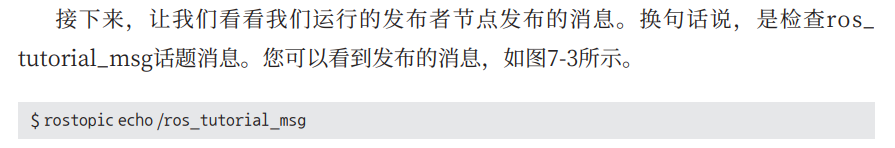 接下来，让我们看看我们运行的发布者节点发布的消息。换句话说，是检查ros_
tutorial_msg话题消息。您可以看到发布的消息，如图7-3所示。
$ rostopic echo /ros_tutorial_msg